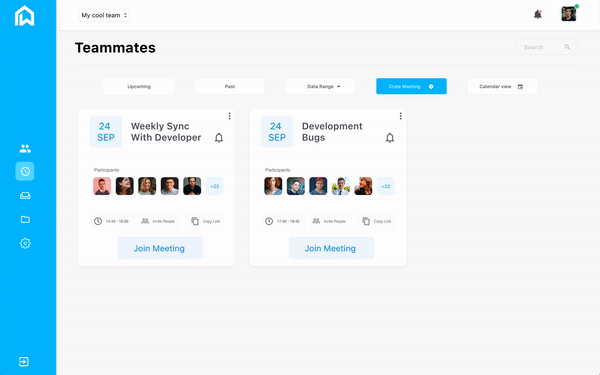 My cool team
Teammates
Search
Upcoming
Past
Data Range
Crate Meeting
Calendar view
24
SEP
Weekly Sync
With Developer
Participants
+22
14:40 - 16:00
Invite People
Copy Link
Join Meeting
24
SEP
Development
Bugs
Participants
+22
17:40 - 18:40
Invite People
Copy Link
Join Meeting